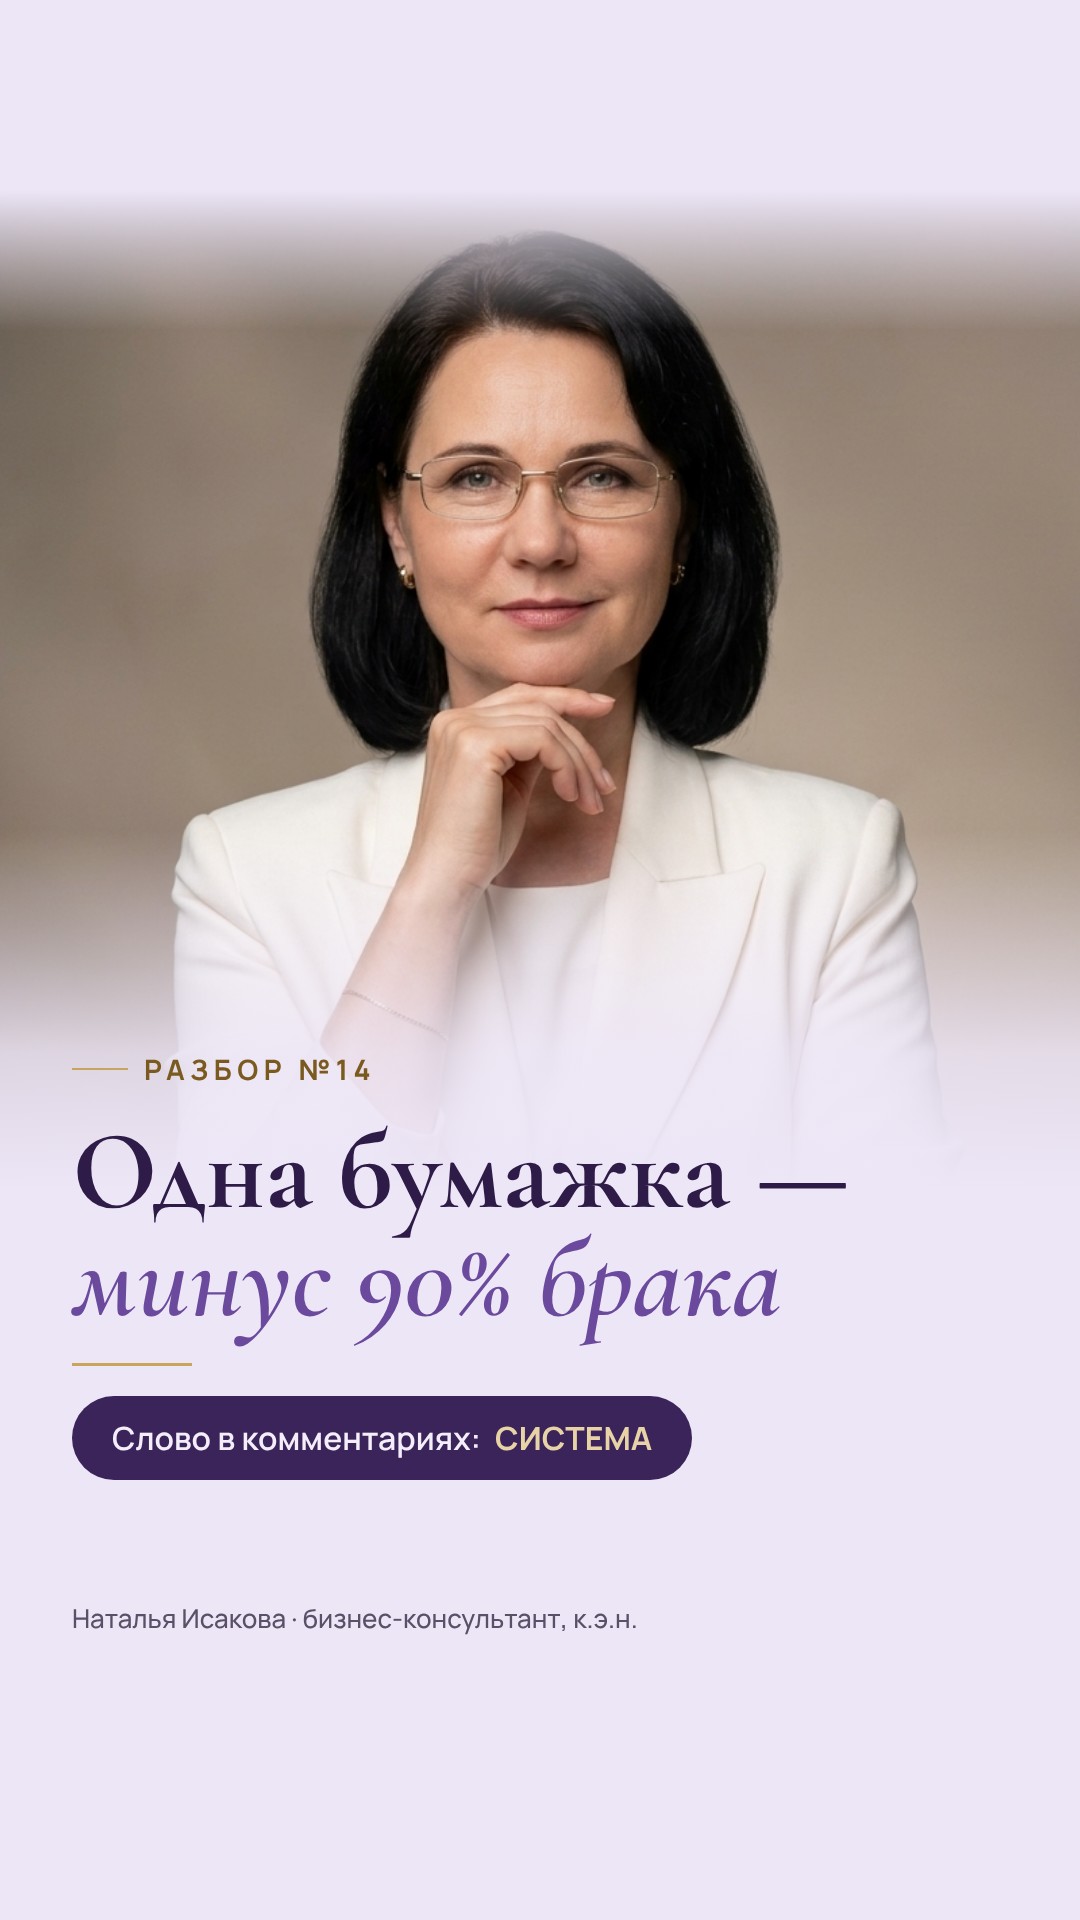 РАЗБОР №14
Одна бумажка —
минус 90% брака
Слово в комментариях: СИСТЕМА
Наталья Исакова · бизнес-консультант, к.э.н.